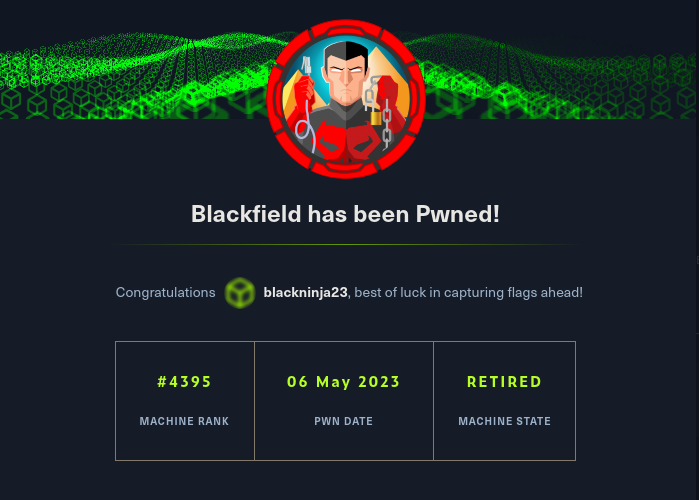 Blackfield has been Pwned!
Congratulations blackninja23, best of luck in capturing flags ahead!
#4395 06 May 2023 RETIRED
MACHINE RANK PWN DATE MACHINE STATE